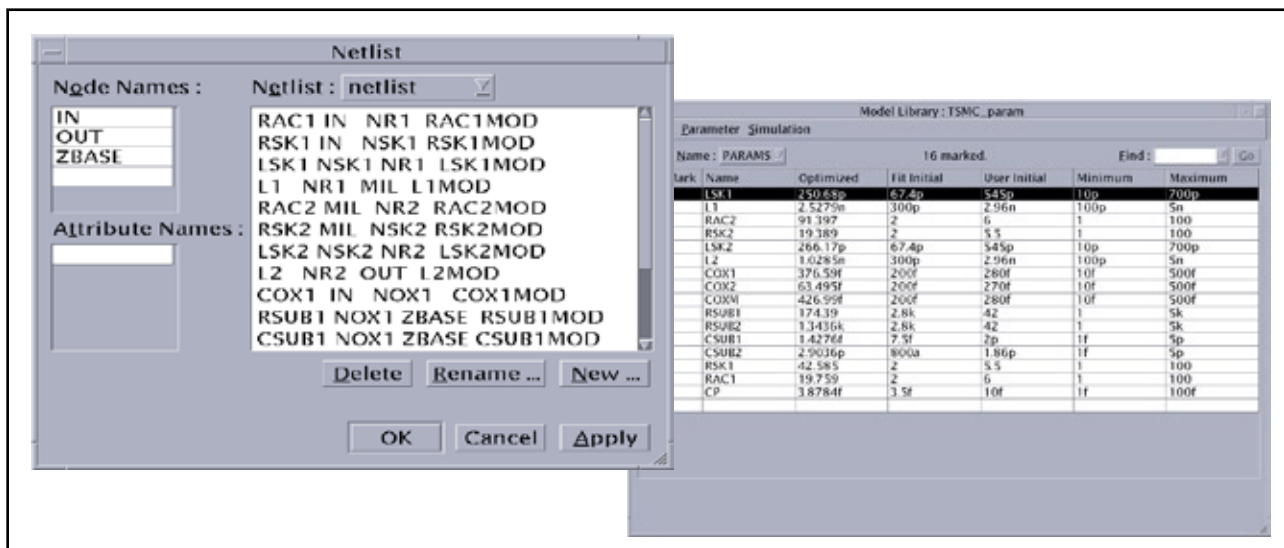 Netlist
Node Names :
IN
OUT
ZBASE
Attribute Names :
Netlist : netlist
RAC1 IN NR1 RAC1MOD
RSK1 IN NSK1 RSK1MOD
LSK1 NSK1 NR1 LSK1MOD
L1 NR1 MIL L1MOD
RAC2 MIL NR2 RAC2MOD
RSK2 MIL NSK2 RSK2MOD
LSK2 NSK2 NR2 LSK2MOD
L2 NR2 OUT L2MOD
COX1 IN NOX1 COX1MOD
RSUB1 NOX1 ZBASE RSUB1MOD
CSUB1 NOX1 ZBASE CSUB1MOD
Delete Rename ... New ...
OK Cancel Apply
Model Library : TSMC_param
Parameter Simulation
Name : PARAMS 16 marked. Find : Go
Mark Name Optimized Fit Initial User Initial Minimum Maximum
LSK1 250.68p 67.4p 545p 10p 700p
L1 2.5279n 300p 2.96n 100p 5n
RAC2 91.397 2 6 1 100
RSK2 19.389 2 5.5 1 100
LSK2 266.17p 67.4p 545p 10p 700p
L2 1.0285n 300p 2.96n 100p 5n
COX1 376.59f 200f 280f 10f 500f
COX2 63.495f 200f 270f 10f 500f
COXM 426.99f 200f 280f 10f 500f
RSUB1 174.39 2.8k 42 1 5k
RSUB2 1.3436k 2.8k 42 1 5k
CSUB1 1.4276f 7.5f 2p 1f 5p
CSUB2 2.9036p 800a 1.86p 1f 5p
RSK1 42.585 2 5.5 1 100
RAC1 19.759 2 6 1 100
CP 3.8784f 3.5f 10f 1f 100f